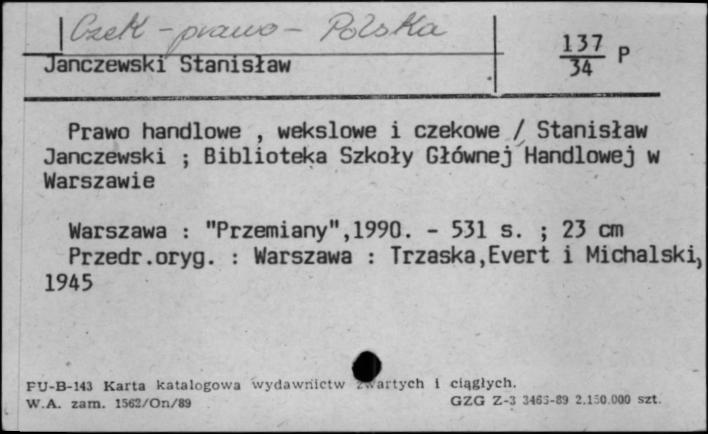 Czek - prawo - Polska
137
34 P
Janczewski Stanisław
Prawo handlowe , wekslowe i czekowe / Stanisław
Janczewski ; Biblioteka Szkoły Głównej Handlowej w
Warszawie
Warszawa : "Przemiany",1990. - 531 s. ; 23 cm
Przedr.oryg. : Warszawa : Trzaska,Evert i Michalski,
1945
PU-B-143 Karta katalogowa wydawnictw zwartych i ciągłych.
W.A. zam. 1562/On/89 GZG Z-3 3463-89 2.150.000 szt.